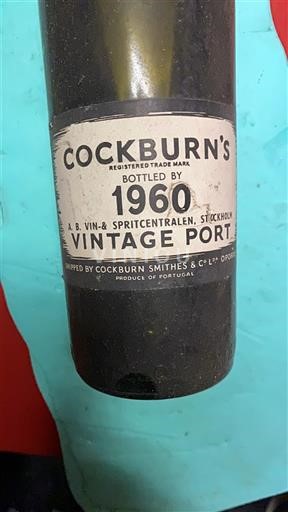 COCKBURN'S
REGISTERED TRADE MARK
BOTTLED BY
1960
A. B. VIN-& SPRITCENTRALEN, STOCKHOLM
VINTAGE PORT
SHIPPED BY COCKBURN SMITHES & Cº Lᴰᴬ OPORTO
PRODUCE OF PORTUGAL